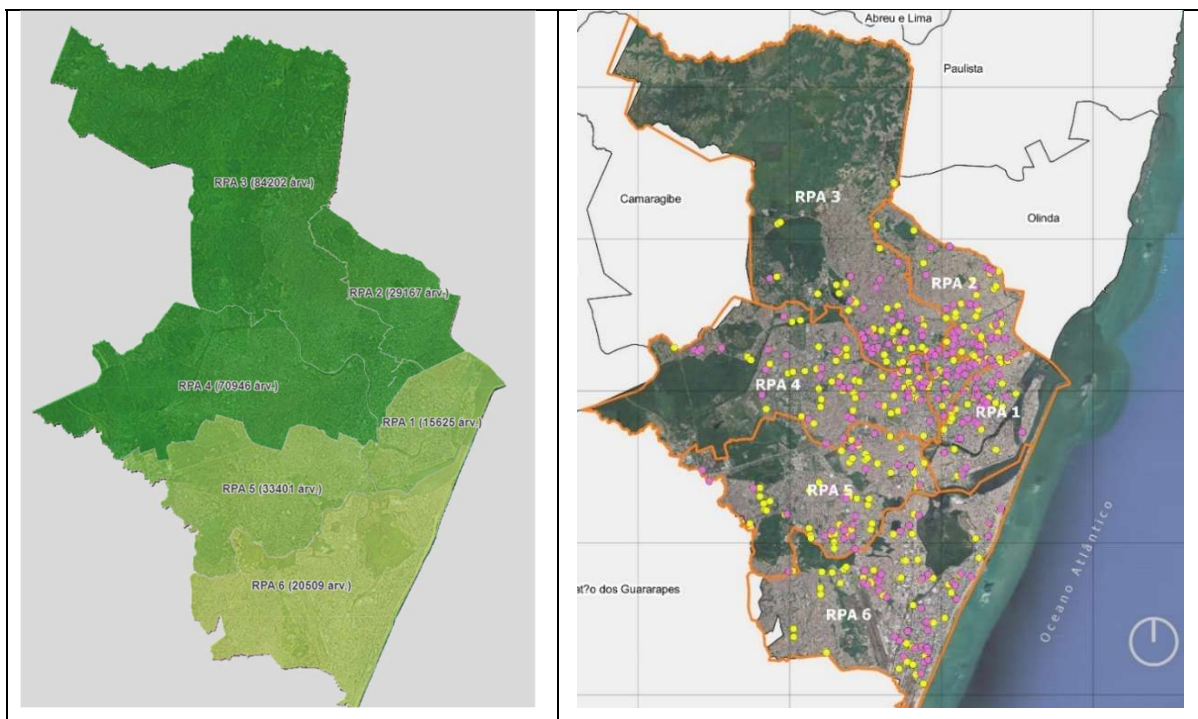 RPA 3 (84202 árv.)
RPA 2 (29167 árv.)
RPA 4 (70946 árv.)
RPA 1 (15625 árv.)
RPA 5 (33401 árv.)
RPA 6 (20509 árv.)
Abreu e Lima
Paulista
Camaragibe
RPA 3
Olinda
RPA 2
RPA 4
RPA 1
RPA 5
at?o dos Guararapes
RPA 6
Oceano Atlântico